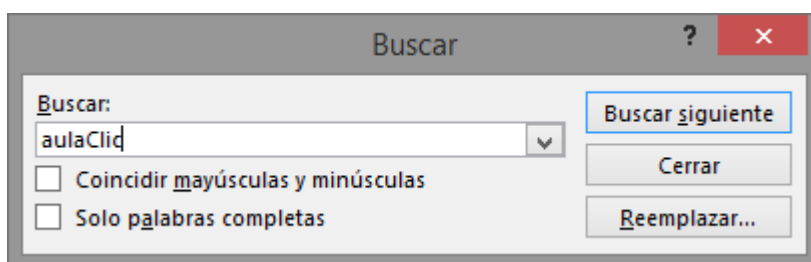 Buscar
?
Buscar:
aulaClic
Coincidir mayúsculas y minúsculas
Solo palabras completas
Buscar siguiente
Cerrar
Reemplazar...